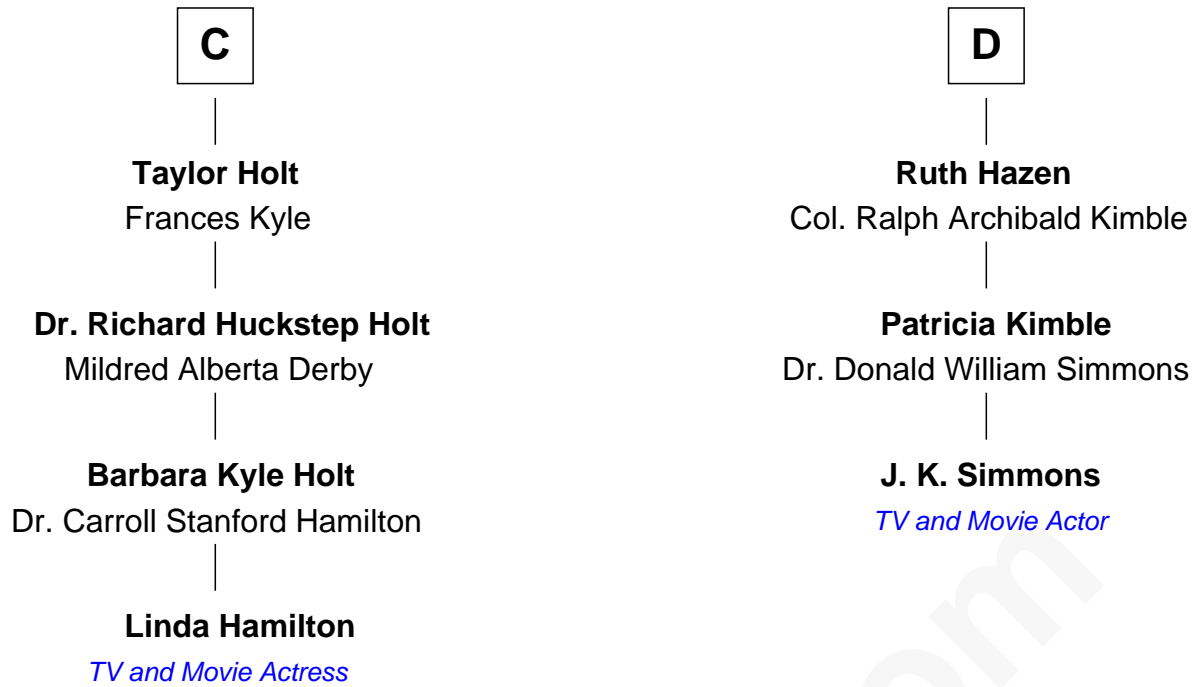 C
Taylor Holt
Frances Kyle
Dr. Richard Huckstep Holt
Mildred Alberta Derby
Barbara Kyle Holt
Dr. Carroll Stanford Hamilton
Linda Hamilton
TV and Movie Actress
D
Ruth Hazen
Col. Ralph Archibald Kimble
Patricia Kimble
Dr. Donald William Simmons
J. K. Simmons
TV and Movie Actor
om